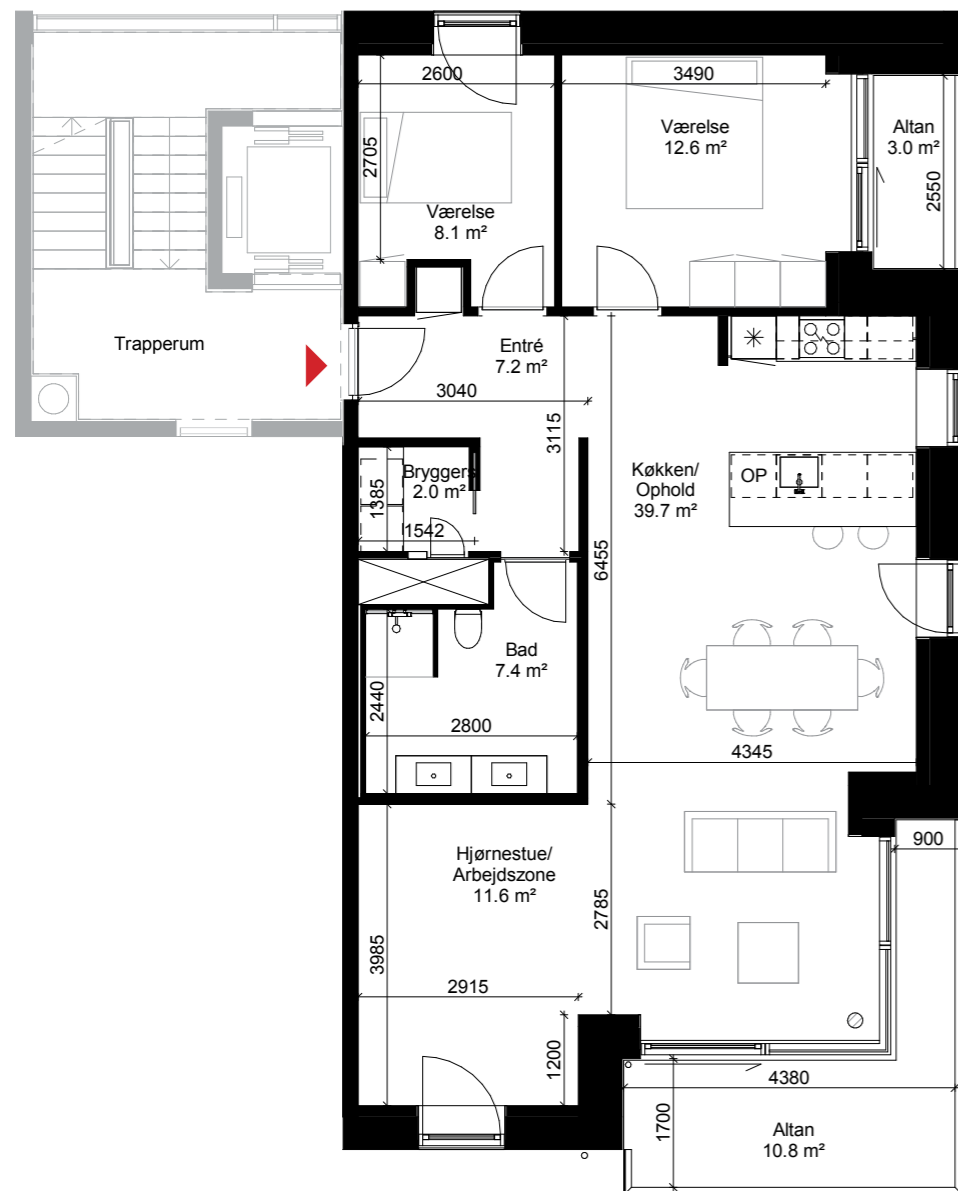 2600
3490
2705
Værelse
8.1 m²
Værelse
12.6 m²
Altan
3.0 m²
2550
Trapperum
Entré
7.2 m²
3040
3115
Bryggers
2.0 m²
1385
1542
Køkken/
Ophold
39.7 m²
OP
6455
Bad
7.4 m²
2440
2800
4345
Hjørnestue/
Arbejdszone
11.6 m²
900
2785
3985
2915
1200
4380
1700
Altan
10.8 m²